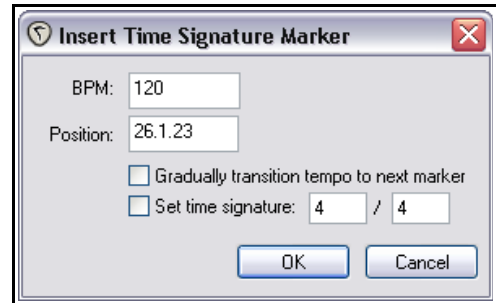 Insert Time Signature Marker
BPM: 120
Position: 26.1.23
Gradually transition tempo to next marker
Set time signature: 4 / 4
OK Cancel